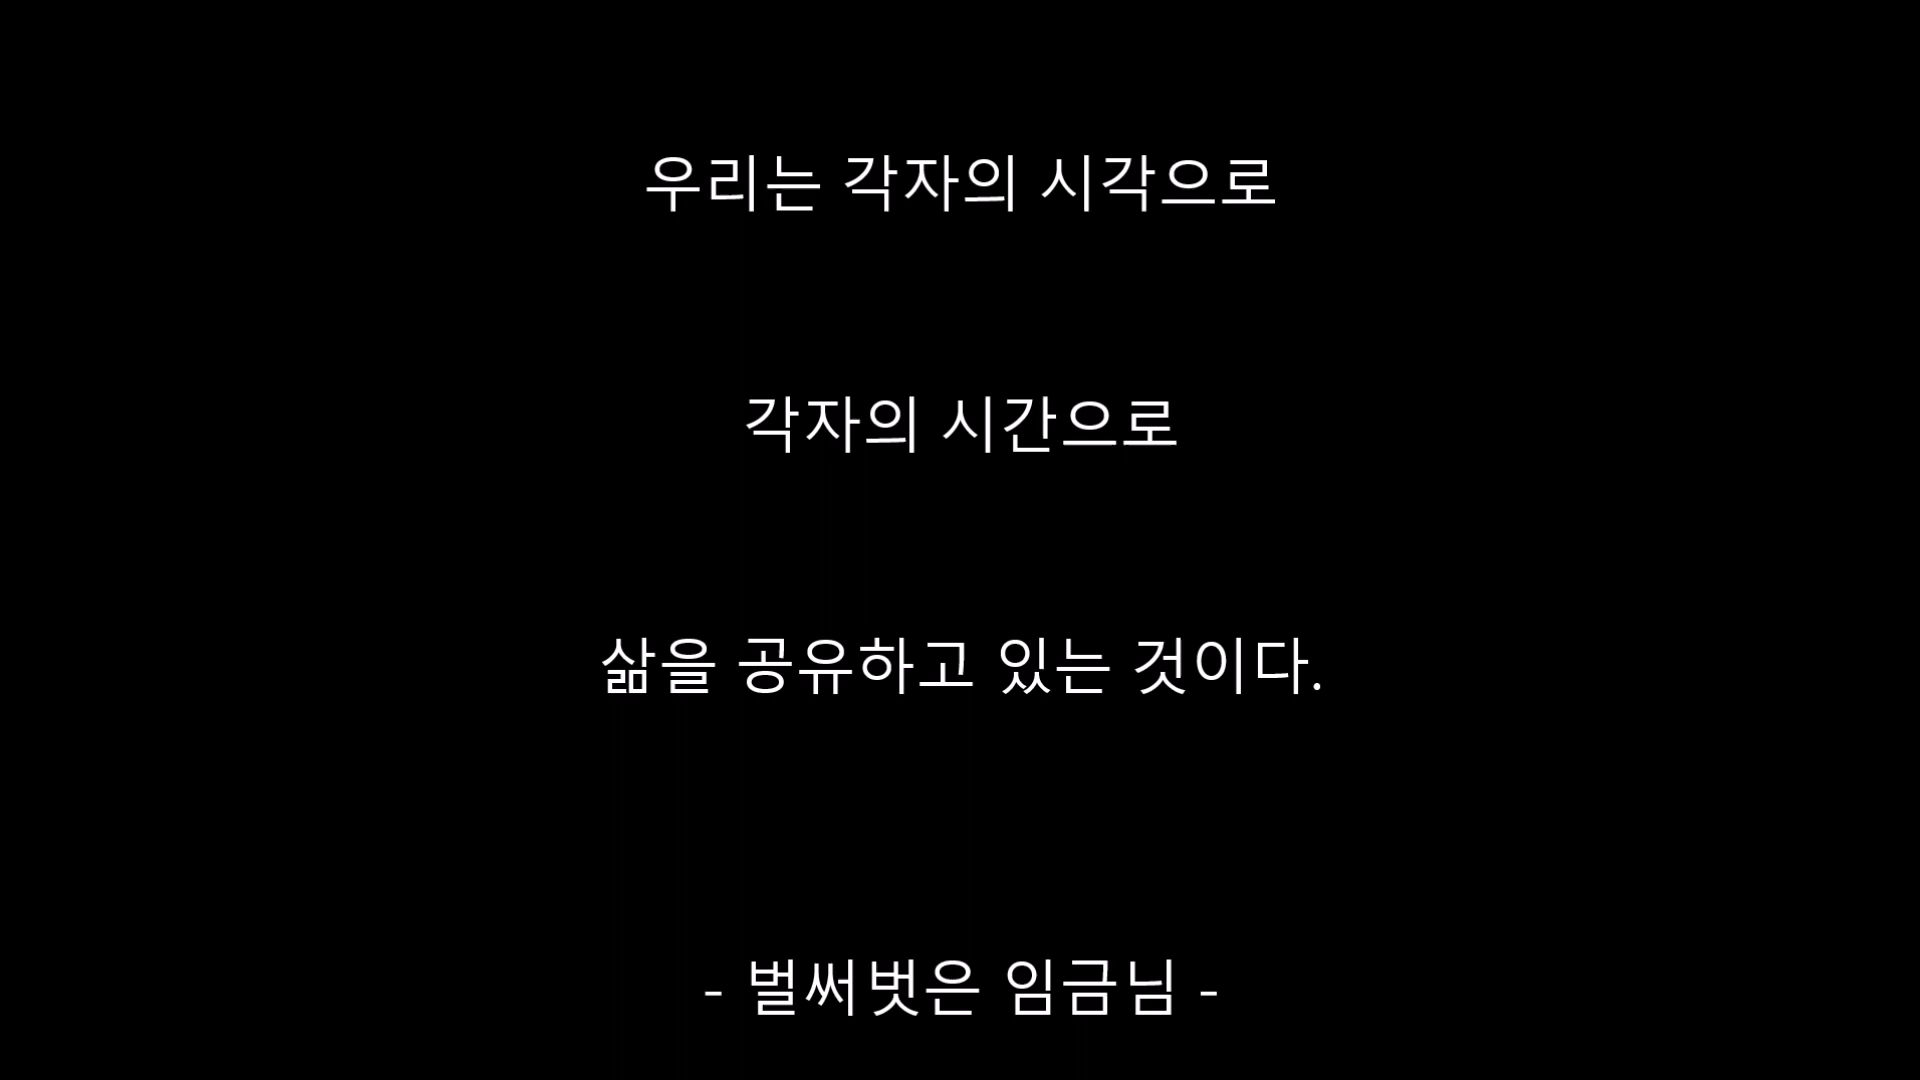 우리는 각자의 시각으로
각자의 시간으로
삶을 공유하고 있는 것이다.
- 벌써벗은 임금님 -